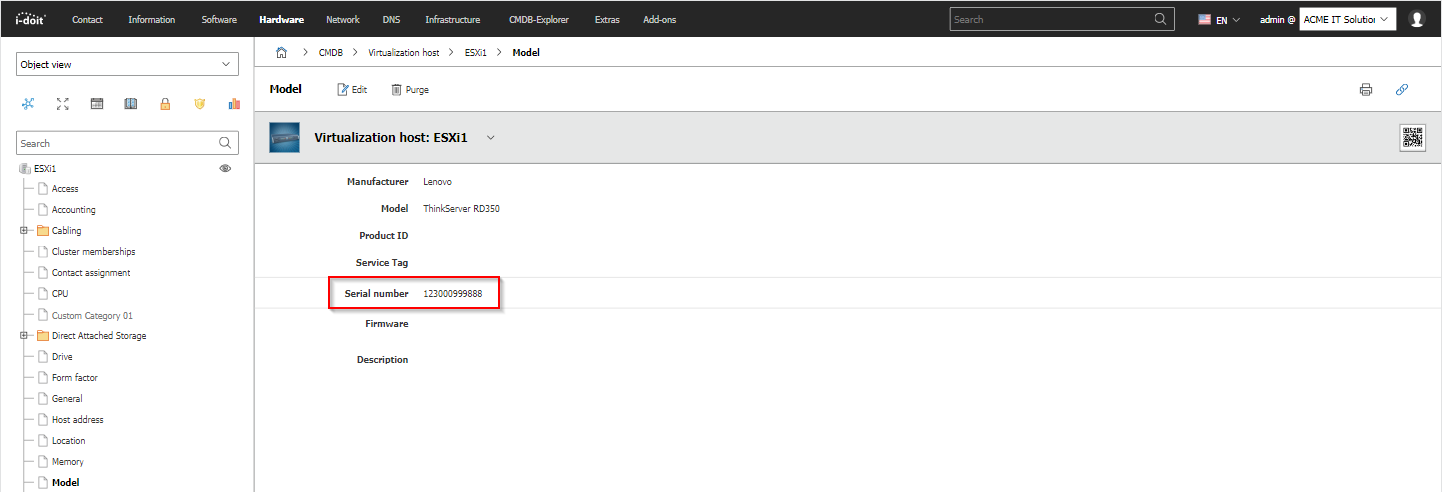 i-doit Contact Information Software Hardware Network DNS Infrastructure CMDB-Explorer Extras Add-ons Search EN admin @ ACME IT Solution
Object view
Search
ESXi1
Access
Accounting
Cabling
Cluster memberships
Contact assignment
CPU
Custom Category 01
Direct Attached Storage
Drive
Form factor
General
Host address
Location
Memory
Model
CMDB > Virtualization host > ESXi1 > Model
Model Edit Purge
Virtualization host: ESXi1
Manufacturer Lenovo
Model ThinkServer RD350
Product ID
Service Tag
Serial number 123000999888
Firmware
Description